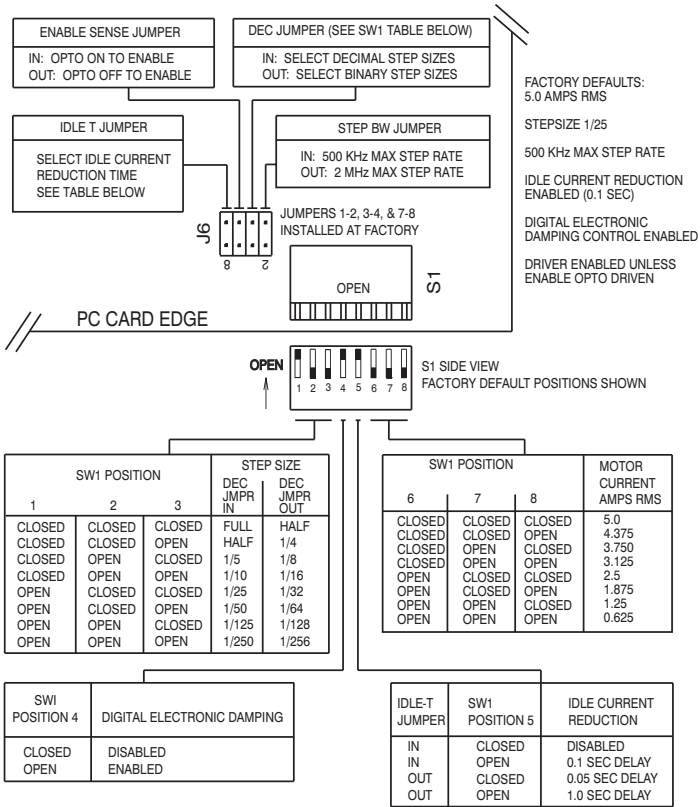 ENABLE SENSE JUMPER
IN: OPTO ON TO ENABLE
OUT: OPTO OFF TO ENABLE
DEC JUMPER (SEE SW1 TABLE BELOW)
IN: SELECT DECIMAL STEP SIZES
OUT: SELECT BINARY STEP SIZES
IDLE T JUMPER
SELECT IDLE CURRENT
REDUCTION TIME
SEE TABLE BELOW
STEP BW JUMPER
IN: 500 KHz MAX STEP RATE
OUT: 2 MHz MAX STEP RATE
FACTORY DEFAULTS:
5.0 AMPS RMS
STEPSIZE 1/25
500 KHz MAX STEP RATE
IDLE CURRENT REDUCTION
ENABLED (0.1 SEC)
DIGITAL ELECTRONIC
DAMPING CONTROL ENABLED
DRIVER ENABLED UNLESS
ENABLE OPTO DRIVEN
J6
8 2
JUMPERS 1-2, 3-4, & 7-8
INSTALLED AT FACTORY
OPEN
S1
PC CARD EDGE
OPEN
1 2 3 4 5 6 7 8
S1 SIDE VIEW
FACTORY DEFAULT POSITIONS SHOWN
SW1 POSITION STEP SIZE
1 2 3 DEC JMPR IN DEC JMPR OUT
CLOSED CLOSED CLOSED FULL HALF
CLOSED CLOSED OPEN HALF 1/4
CLOSED OPEN CLOSED 1/5 1/8
CLOSED OPEN OPEN 1/10 1/16
OPEN CLOSED CLOSED 1/25 1/32
OPEN CLOSED OPEN 1/50 1/64
OPEN OPEN CLOSED 1/125 1/128
OPEN OPEN OPEN 1/250 1/256
SW1 POSITION MOTOR CURRENT AMPS RMS
6 7 8
CLOSED CLOSED CLOSED 5.0
CLOSED CLOSED OPEN 4.375
CLOSED OPEN CLOSED 3.750
CLOSED OPEN OPEN 3.125
OPEN CLOSED CLOSED 2.5
OPEN CLOSED OPEN 1.875
OPEN OPEN CLOSED 1.25
OPEN OPEN OPEN 0.625
SWI POSITION 4 DIGITAL ELECTRONIC DAMPING
CLOSED DISABLED
OPEN ENABLED
IDLE-T JUMPER SW1 POSITION 5 IDLE CURRENT REDUCTION
IN CLOSED DISABLED
IN OPEN 0.1 SEC DELAY
OUT CLOSED 0.05 SEC DELAY
OUT OPEN 1.0 SEC DELAY